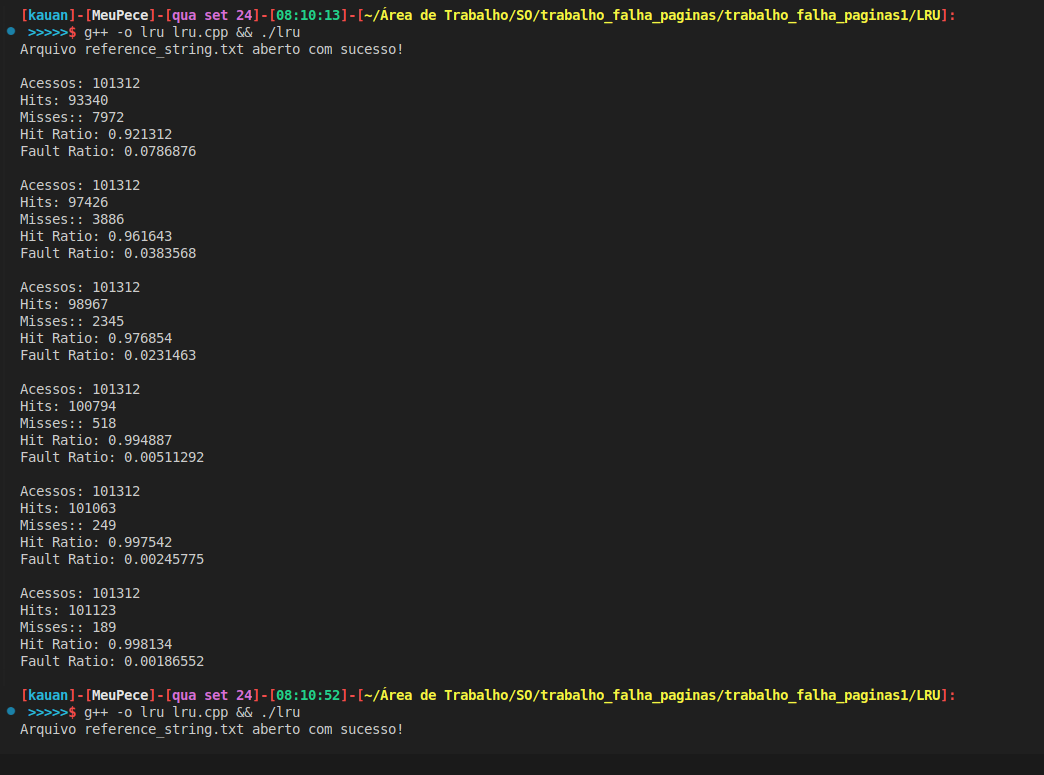 [kauan]-[MeuPece]-[qua set 24]-[08:10:13]-[~/Área de Trabalho/SO/trabalho_falha_paginas/trabalho_falha_paginas1/LRU]:
>>>>>$ g++ -o lru lru.cpp && ./lru
Arquivo reference_string.txt aberto com sucesso!
Acessos: 101312
Hits: 93340
Misses:: 7972
Hit Ratio: 0.921312
Fault Ratio: 0.0786876
Acessos: 101312
Hits: 97426
Misses:: 3886
Hit Ratio: 0.961643
Fault Ratio: 0.0383568
Acessos: 101312
Hits: 98967
Misses:: 2345
Hit Ratio: 0.976854
Fault Ratio: 0.0231463
Acessos: 101312
Hits: 100794
Misses:: 518
Hit Ratio: 0.994887
Fault Ratio: 0.00511292
Acessos: 101312
Hits: 101063
Misses:: 249
Hit Ratio: 0.997542
Fault Ratio: 0.00245775
Acessos: 101312
Hits: 101123
Misses:: 189
Hit Ratio: 0.998134
Fault Ratio: 0.00186552
[kauan]-[MeuPece]-[qua set 24]-[08:10:52]-[~/Área de Trabalho/SO/trabalho_falha_paginas/trabalho_falha_paginas1/LRU]:
>>>>>$ g++ -o lru lru.cpp && ./lru
Arquivo reference_string.txt aberto com sucesso!